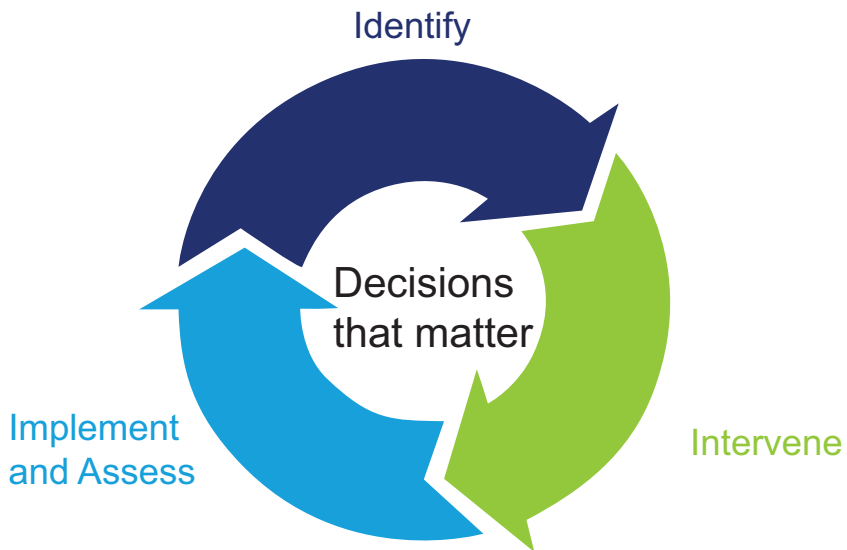 Identify
Decisions
that matter
Intervene
Implement
and Assess